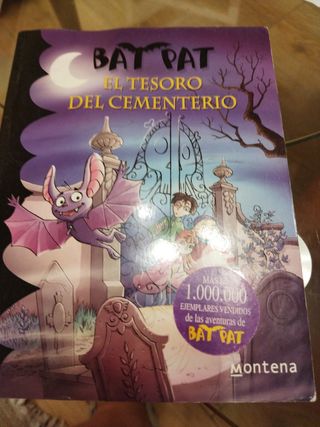 BAT PAT
EL TESORO
DEL CEMENTERIO
MÁS DE
1.000.000
EJEMPLARES VENDIDOS
de las aventuras de
BAT PAT
Montena